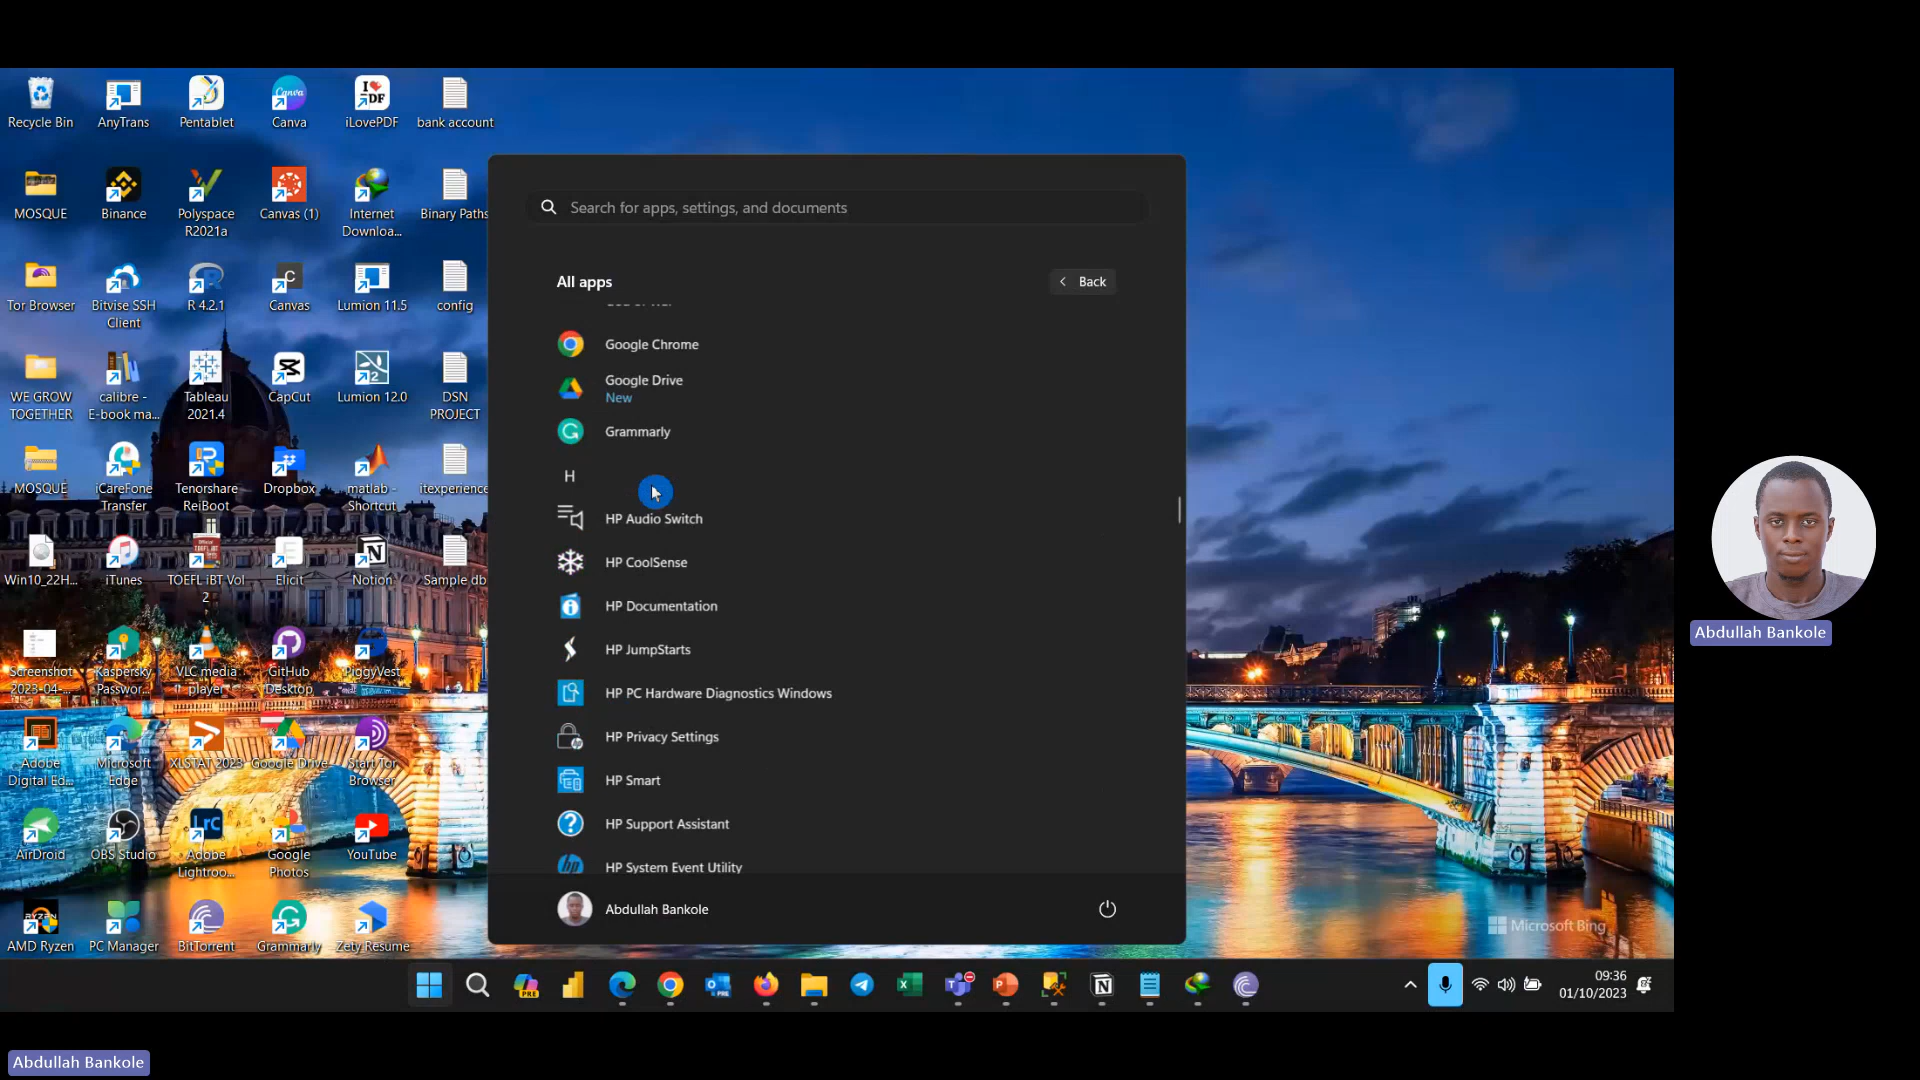 Recycle Bin
AnyTrans
Pentablet
Canva
iLovePDF
bank account
MOSQUE
Binance
Polyspace
R2021a
Canvas (1)
Internet
Downloa...
Binary Paths
Tor Browser
Bitvise SSH
Client
R 4.2.1
Canvas
Lumion 11.5
config
WE GROW
TOGETHER
calibre -
E-book ma...
Tableau
2021.4
CapCut
Lumion 12.0
DSN
PROJECT
MOSQUE
iCareFone
Transfer
Tenorshare
ReiBoot
Dropbox
matlab -
Shortcut
itexperience
Win10_22H...
iTunes
TOEFL iBT Vol
2
Elicit
Notion
Sample db
Screenshot
2023-04-...
Kaspersky
Passwor...
VLC media
player
GitHub
Desktop
PiggyVest
Adobe
Digital Ed...
Microsoft
Edge
XLSTAT 2023
Google Drive
Start Tor
Browser
AirDroid
OBS Studio
Adobe
Lightroo...
Google
Photos
YouTube
AMD Ryzen
PC Manager
BitTorrent
Grammarly
Zety Resume
Search for apps, settings, and documents
All apps
Back
Google Chrome
Google Drive
New
Grammarly
H
HP Audio Switch
HP CoolSense
HP Documentation
HP JumpStarts
HP PC Hardware Diagnostics Windows
HP Privacy Settings
HP Smart
HP Support Assistant
HP System Event Utility
Abdullah Bankole
Microsoft Bing
09:36
01/10/2023
Abdullah Bankole
Abdullah Bankole